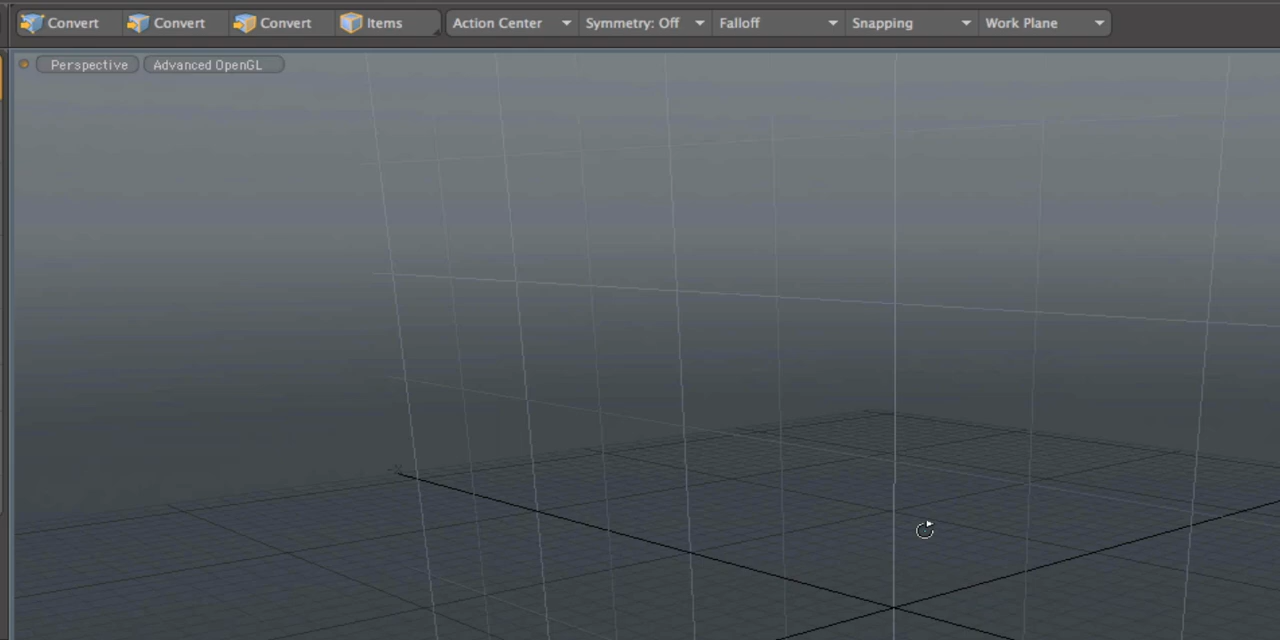 Convert Convert Convert Items Action Center Symmetry: Off Falloff Snapping Work Plane
Perspective Advanced OpenGL